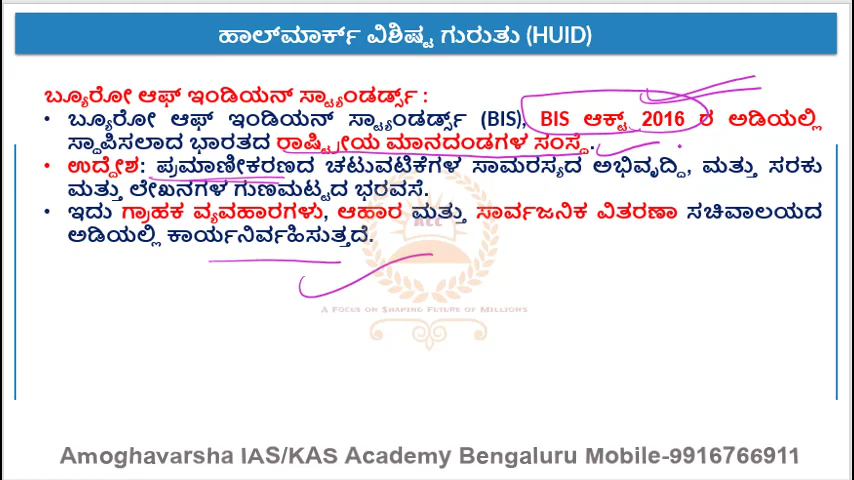 ಹಾಲ್‌ಮಾರ್ಕ್ ವಿಶಿಷ್ಟ ಗುರುತು (HUID)
ಬ್ಯೂರೋ ಆಫ್ ಇಂಡಿಯನ್ ಸ್ಟ್ಯಾಂಡರ್ಡ್ಸ್ :
• ಬ್ಯೂರೋ ಆಫ್ ಇಂಡಿಯನ್ ಸ್ಟ್ಯಾಂಡರ್ಡ್ಸ್ (BIS), BIS ಆಕ್ಟ್ 2016 ರ ಅಡಿಯಲ್ಲಿ
ಸ್ಥಾಪಿಸಲಾದ ಭಾರತದ ರಾಷ್ಟ್ರೀಯ ಮಾನದಂಡಗಳ ಸಂಸ್ಥೆ.
• ಉದ್ದೇಶ: ಪ್ರಮಾಣೀಕರಣದ ಚಟುವಟಿಕೆಗಳ ಸಾಮರಸ್ಯದ ಅಭಿವೃದ್ಧಿ, ಮತ್ತು ಸರಕು
ಮತ್ತು ಲೇಖನಗಳ ಗುಣಮಟ್ಟದ ಭರವಸೆ.
• ಇದು ಗ್ರಾಹಕ ವ್ಯವಹಾರಗಳು, ಆಹಾರ ಮತ್ತು ಸಾರ್ವಜನಿಕ ವಿತರಣಾ ಸಚಿವಾಲಯದ
ಅಡಿಯಲ್ಲಿ ಕಾರ್ಯನಿರ್ವಹಿಸುತ್ತದೆ.
ACC
A Focus on Shaping Future of Millions
Amoghavarsha IAS/KAS Academy Bengaluru Mobile-9916766911